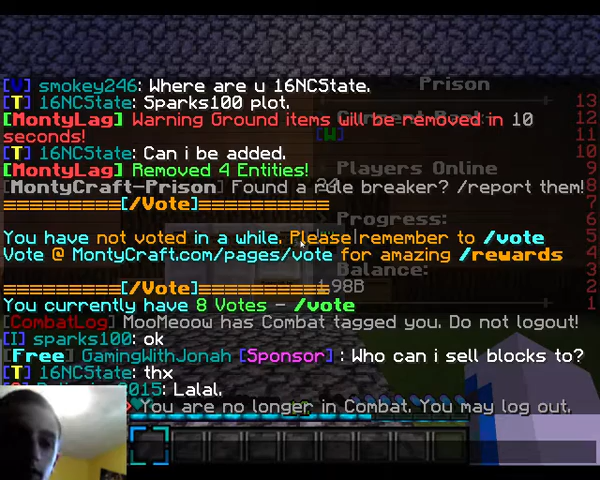 [V] smokey246: Where are u 16NCState.
Prison
[T] 16NCState: Sparks100 plot.
[MontyLag] Warning Ground items will be removed in 10
seconds!
[W]
[T] 16NCState: Can i be added.
[MontyLag] Removed 4 Entities!
Players Online
[MontyCraft-Prison] Found a rule breaker? /report them!
==========[/Vote]==========
Progress:
You have not voted in a while. Please remember to /vote
Vote @ MontyCraft.com/pages/vote for amazing /rewards
Balance:
==========[/Vote]==========
1.98B
You currently have 8 Votes - /vote
[CombatLog] MooMeoow has Combat tagged you. Do not logout!
[I] sparks100: ok
[Free] GamingWithJonah [Sponsor] : Who can i sell blocks to?
[T] 16NCState: thx
2015: Lalal.
You are no longer in Combat. You may log out.
13
12
11
10
9
8
7
6
5
4
3
2
1